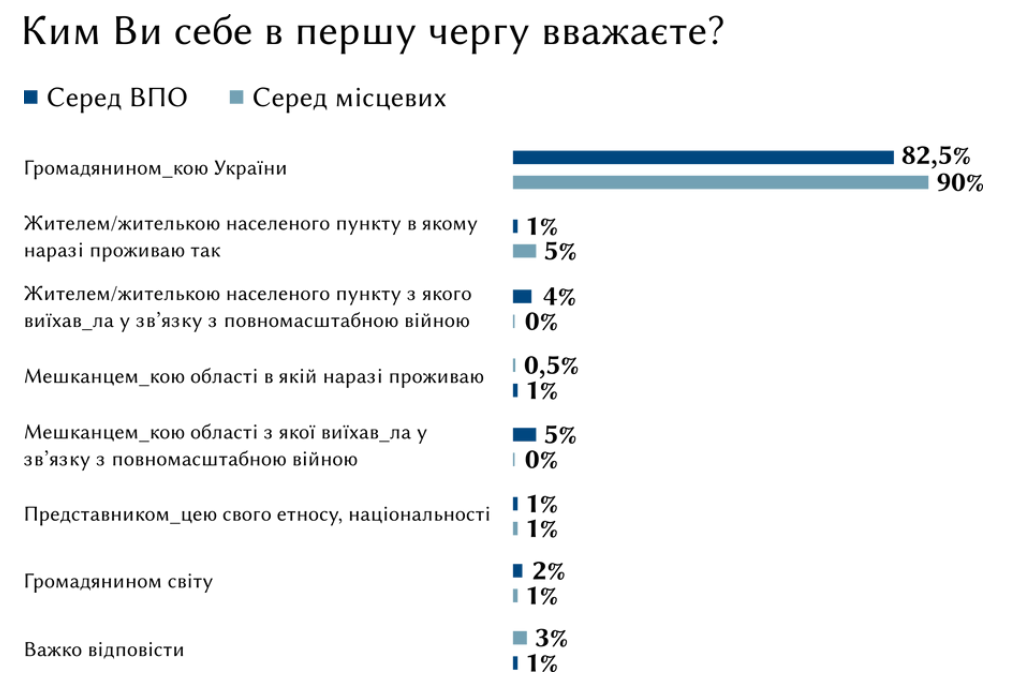 Ким Ви себе в першу чергу вважаєте?
Серед ВПО
Серед місцевих
Громадянином_кою України
82,5%
90%
Жителем/жителькою населеного пункту в якому
наразі проживаю так
1%
5%
Жителем/жителькою населеного пункту з якого
виїхав_ла у зв’язку з повномасштабною війною
4%
0%
Мешканцем_кою області в якій наразі проживаю
0,5%
1%
Мешканцем_кою області з якої виїхав_ла у
зв’язку з повномасштабною війною
5%
0%
Представником_цею свого етносу, національності
1%
1%
Громадянином світу
2%
1%
Важко відповісти
3%
1%